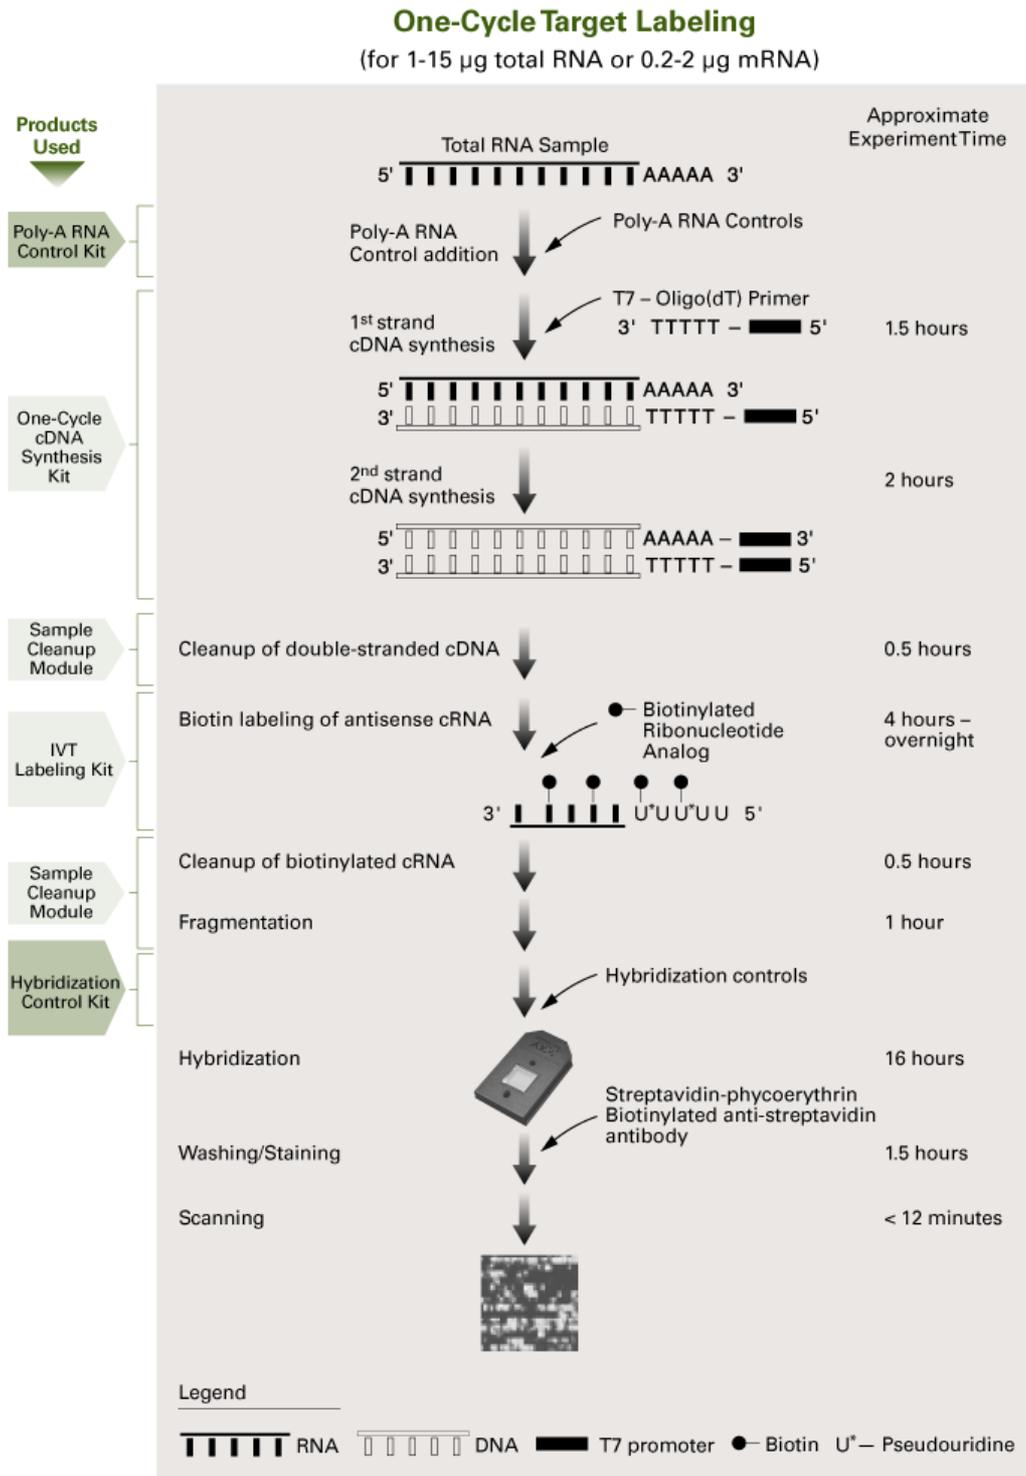 One-Cycle Target Labeling
(for 1-15 µg total RNA or 0.2-2 µg mRNA)
Products
Used
Approximate
Experiment Time
Total RNA Sample
5' AAAAA 3'
Poly-A RNA
Control Kit
Poly-A RNA
Control addition
Poly-A RNA Controls
T7 – Oligo(dT) Primer
3' TTTTT – 5'
1st strand
cDNA synthesis
1.5 hours
5' AAAAA 3'
3' TTTTT – 5'
One-Cycle
cDNA
Synthesis
Kit
2nd strand
cDNA synthesis
2 hours
5' AAAAA – 3'
3' TTTTT – 5'
Sample
Cleanup
Module
Cleanup of double-stranded cDNA
0.5 hours
IVT
Labeling Kit
Biotin labeling of antisense cRNA
Biotinylated
Ribonucleotide
Analog
4 hours –
overnight
3' U*U U*U U 5'
Sample
Cleanup
Module
Cleanup of biotinylated cRNA
0.5 hours
Fragmentation
1 hour
Hybridization
Control Kit
Hybridization controls
Hybridization
16 hours
Streptavidin-phycoerythrin
Biotinylated anti-streptavidin
antibody
Washing/Staining
1.5 hours
Scanning
< 12 minutes
Legend
RNA DNA T7 promoter Biotin U* – Pseudouridine